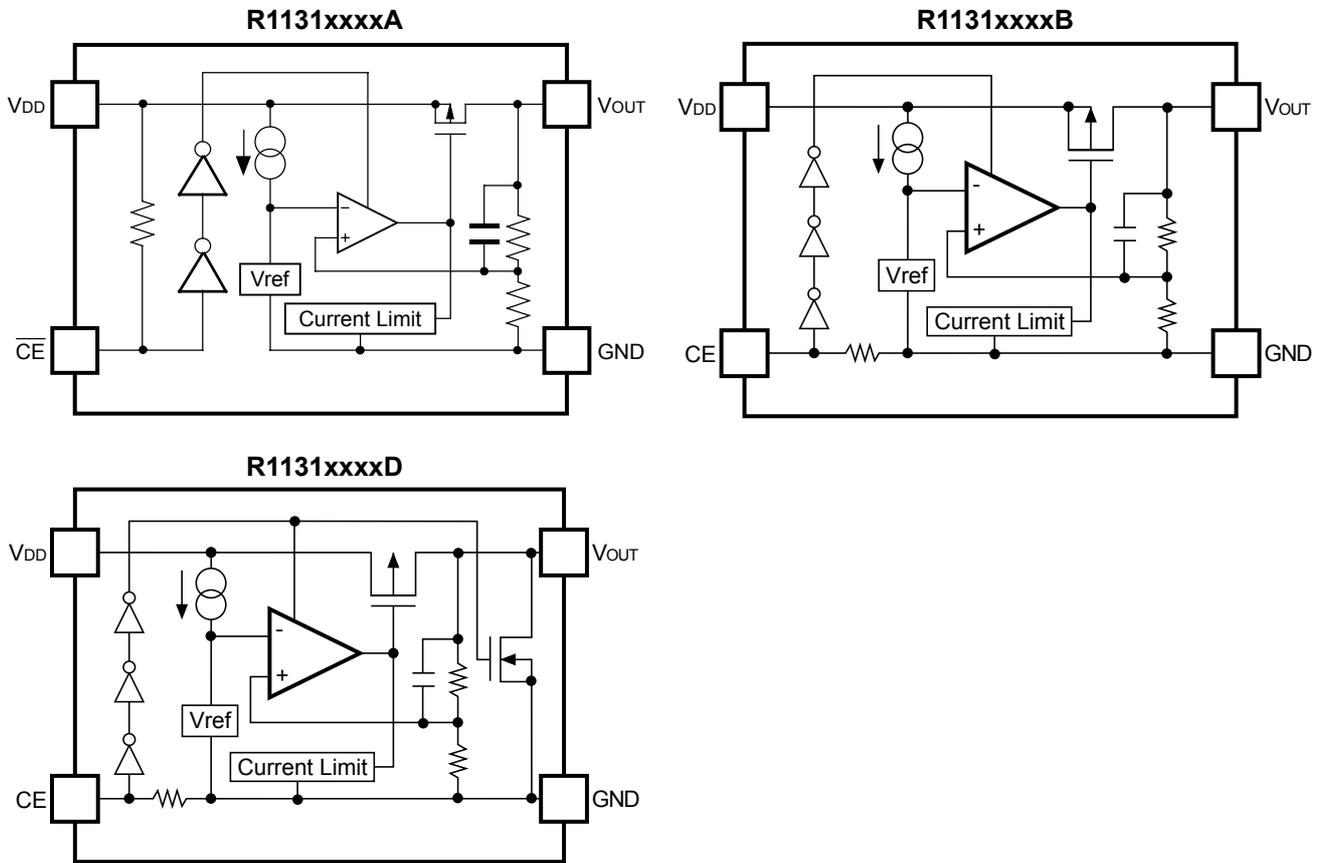 R1131xxxxA
VDD
VOUT
-
+
Vref
Current Limit
C̅E̅
GND
R1131xxxxB
VDD
VOUT
-
+
Vref
Current Limit
CE
GND
R1131xxxxD
VDD
VOUT
-
+
Vref
Current Limit
CE
GND